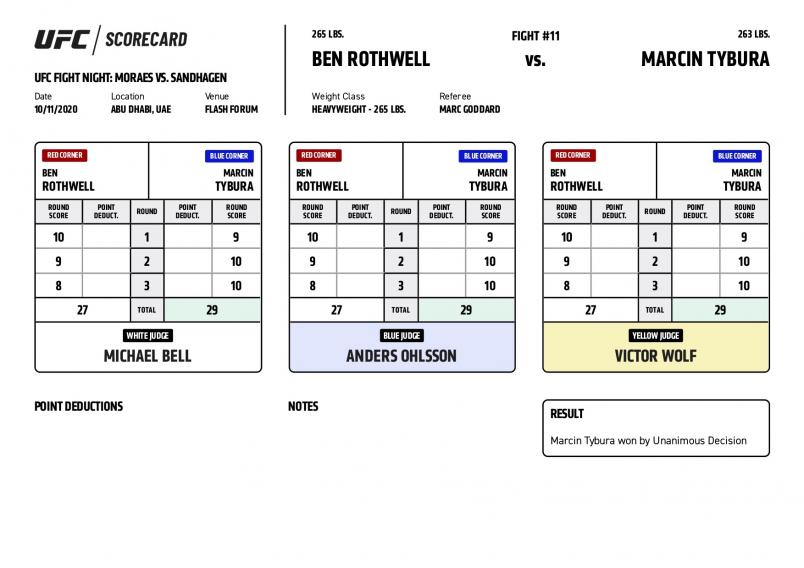 UFC / SCORECARD
UFC FIGHT NIGHT: MORAES VS. SANDHAGEN
Date Location Venue
10/11/2020 ABU DHABI, UAE FLASH FORUM
265 LBS. FIGHT #11 263 LBS.
BEN ROTHWELL VS. MARCIN TYBURA
Weight Class Referee
HEAVYWEIGHT - 265 LBS. MARC GODDARD
RED CORNER BLUE CORNER
BEN MARCIN
ROTHWELL TYBURA
ROUND SCORE POINT DEDUCT. ROUND POINT DEDUCT. ROUND SCORE
10 1 9
9 2 10
8 3 10
27 TOTAL 29
WHITE JUDGE
MICHAEL BELL
RED CORNER BLUE CORNER
BEN MARCIN
ROTHWELL TYBURA
ROUND SCORE POINT DEDUCT. ROUND POINT DEDUCT. ROUND SCORE
10 1 9
9 2 10
8 3 10
27 TOTAL 29
BLUE JUDGE
ANDERS OHLSSON
RED CORNER BLUE CORNER
BEN MARCIN
ROTHWELL TYBURA
ROUND SCORE POINT DEDUCT. ROUND POINT DEDUCT. ROUND SCORE
10 1 9
9 2 10
8 3 10
27 TOTAL 29
YELLOW JUDGE
VICTOR WOLF
POINT DEDUCTIONS
NOTES
RESULT
Marcin Tybura won by Unanimous Decision